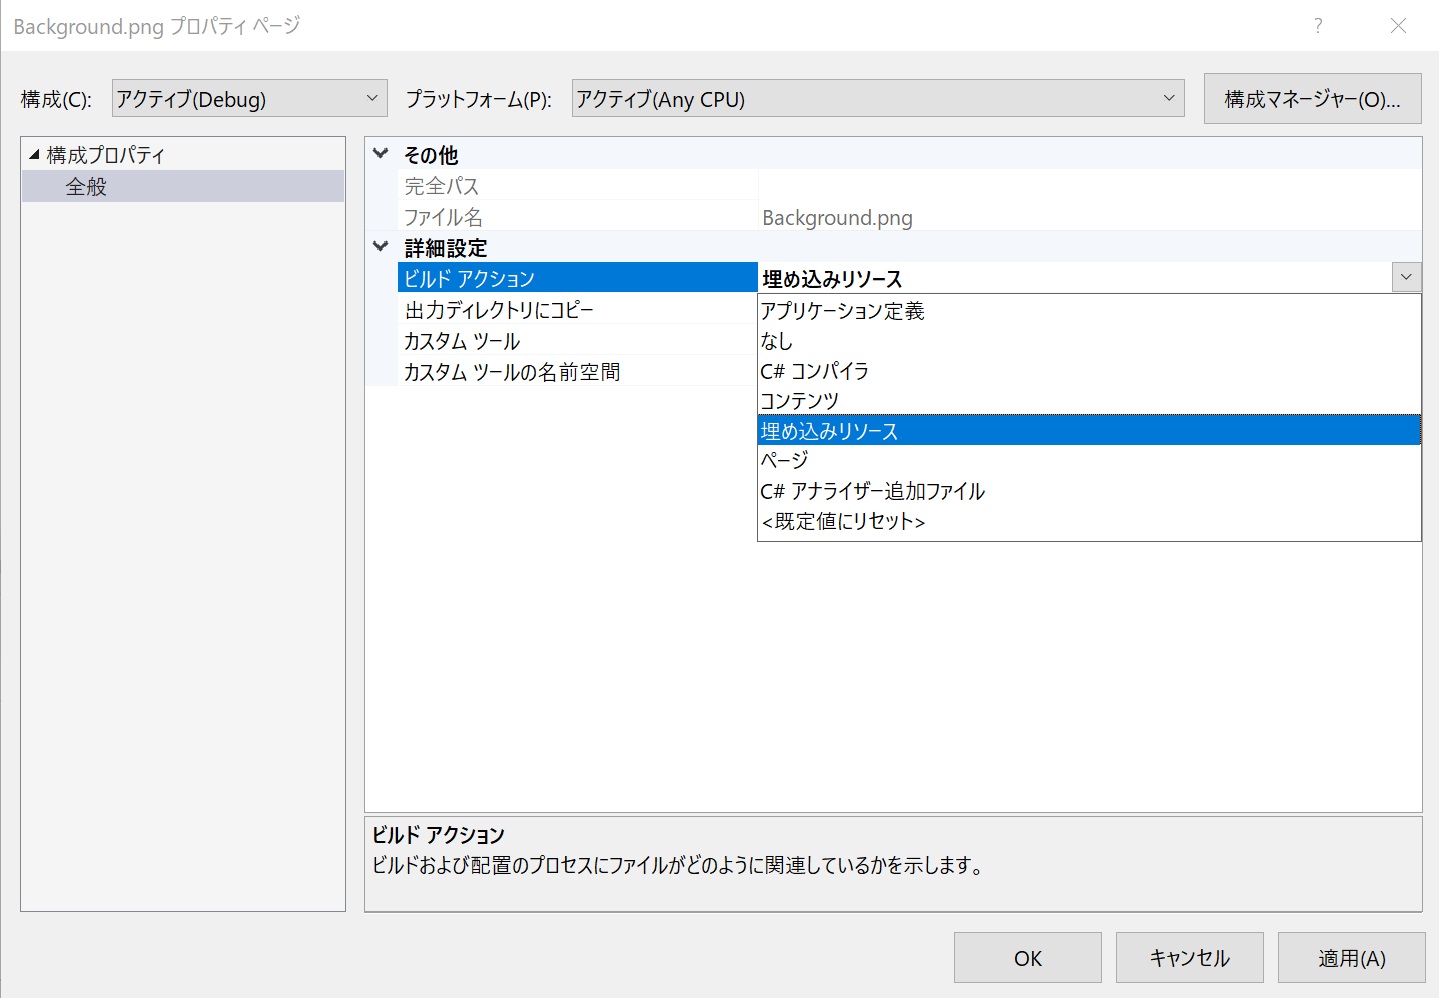 Background.png プロパティ ページ
?
構成(C): アクティブ(Debug) プラットフォーム(P): アクティブ(Any CPU) 構成マネージャー(O)...
構成プロパティ
全般
その他
完全パス
ファイル名 Background.png
詳細設定
ビルド アクション 埋め込みリソース
出力ディレクトリにコピー
カスタム ツール
カスタム ツールの名前空間
アプリケーション定義
なし
C# コンパイラ
コンテンツ
埋め込みリソース
ページ
C# アナライザー追加ファイル
<既定値にリセット>
ビルド アクション
ビルドおよび配置のプロセスにファイルがどのように関連しているかを示します。
OK キャンセル 適用(A)